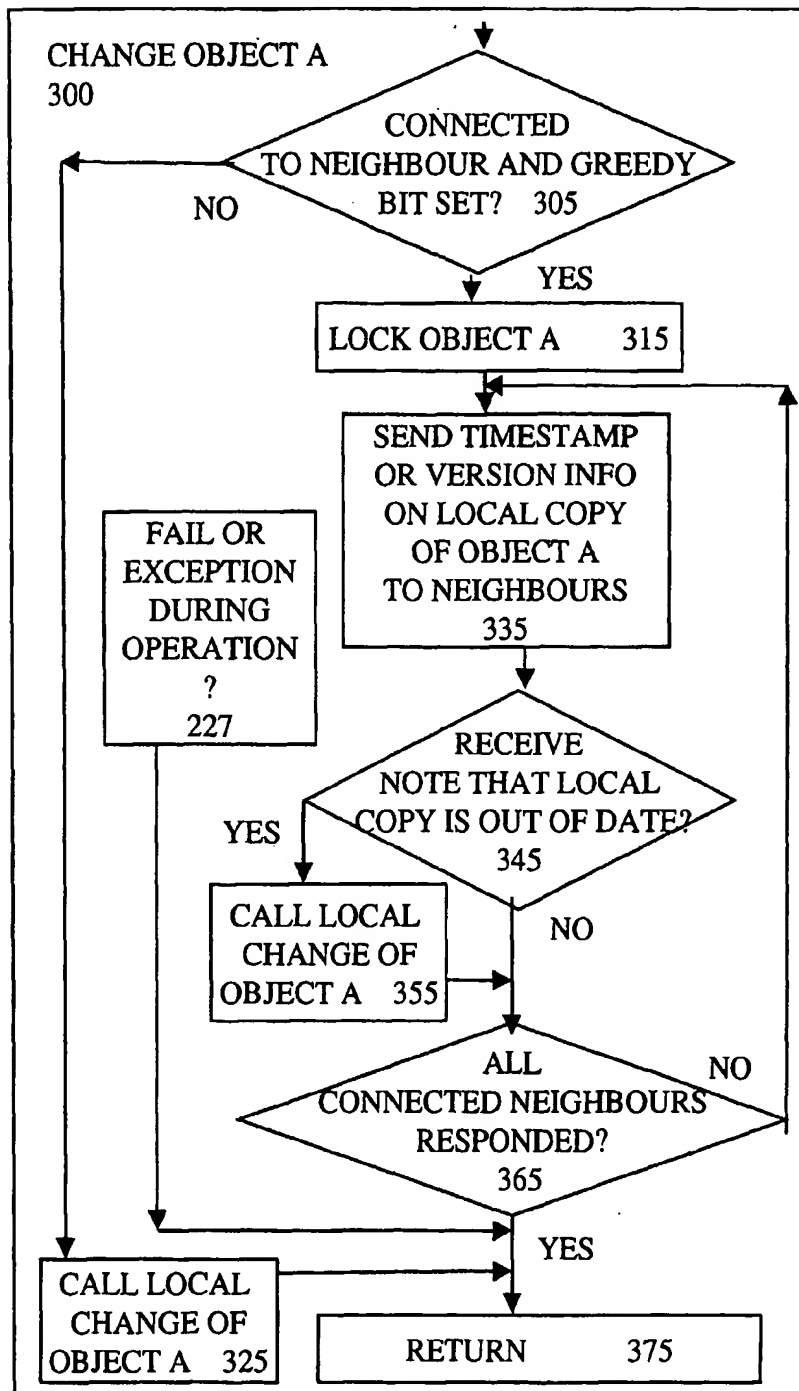 CHANGE OBJECT A
300
CONNECTED
TO NEIGHBOUR AND GREEDY
BIT SET? 305
NO
YES
LOCK OBJECT A 315
SEND TIMESTAMP
OR VERSION INFO
ON LOCAL COPY
OF OBJECT A
TO NEIGHBOURS
335
FAIL OR
EXCEPTION
DURING
OPERATION
?
227
RECEIVE
NOTE THAT LOCAL
COPY IS OUT OF DATE?
345
YES
NO
CALL LOCAL
CHANGE OF
OBJECT A 355
ALL
CONNECTED NEIGHBOURS
RESPONDED?
365
NO
YES
CALL LOCAL
CHANGE OF
OBJECT A 325
RETURN 375